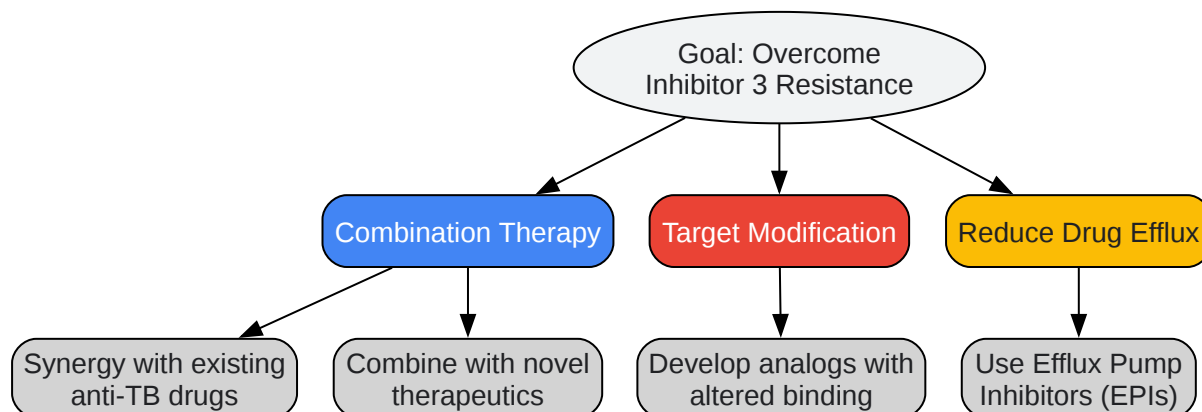 Goal: Overcome
Inhibitor 3 Resistance
Combination Therapy
Target Modification
Reduce Drug Efflux
Synergy with existing
anti-TB drugs
Combine with novel
therapeutics
Develop analogs with
altered binding
Use Efflux Pump
Inhibitors (EPIs)